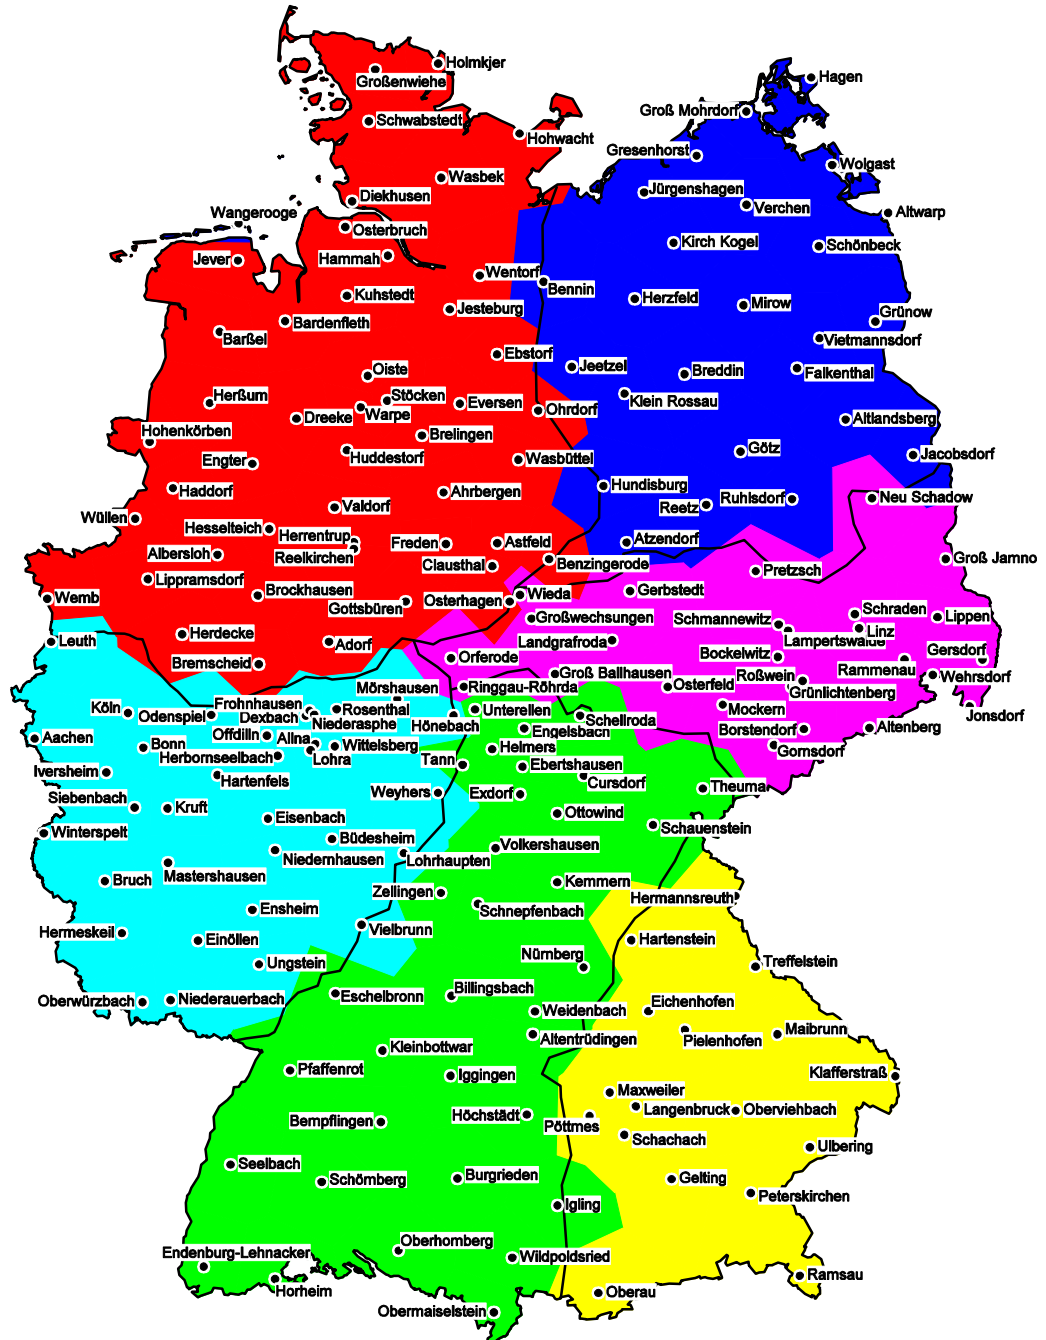 Holmkjer
Großenwiehe
Hagen
Groß Mohrdorf
Schwabstedt
Hohwacht
Gresenhorst
Wolgast
Wasbek
Jürgenshagen
Diekhusen
Verchen
Altwarp
Wangerooge
Osterbruch
Kirch Kogel
Schönbeck
Jever
Hammah
Wentorf
Bennin
Kuhstedt
Herzfeld
Mirow
Jesteburg
Grünow
Bardenfleth
Barßel
Vietmannsdorf
Ebstorf
Oiste
Jeetzel
Breddin
Falkenthal
Herßum
Stöcken
Eversen
Klein Rossau
Warpe
Ohrdorf
Dreeke
Altlandsberg
Hohenkörben
Brelingen
Huddestorf
Götz
Jacobsdorf
Engter
Wasbüttel
Haddorf
Ahrbergen
Hundisburg
Ruhlsdorf
Neu Schadow
Reetz
Valdorf
Wüllen
Hesselteich
Herrentrup
Freden
Astfeld
Atzendorf
Albersloh
Reelkirchen
Clausthal
Benzingerode
Groß Jamno
Pretzsch
Lippramsdorf
Brockhausen
Gerbstedt
Wemb
Gottsbüren
Osterhagen
Wieda
Großwechsungen
Schraden
Lippen
Schmannewitz
Linz
Herdecke
Adorf
Landgrafroda
Lampertswalde
Leuth
Gersdorf
Bremscheid
Orferode
Bockelwitz
Rammenau
Groß Ballhausen
Roßwein
Wehrsdorf
Mörshausen
Ringgau-Röhrda
Osterfeld
Grünlichtenberg
Köln
Frohnhausen
Rosenthal
Unterellen
Mockern
Jonsdorf
Odenspiel
Dexbach
Niederasphe
Hönebach
Schellroda
Borstendorf
Altenberg
Aachen
Offdilln
Allna
Wittelsberg
Engelsbach
Bonn
Herbornseelbach
Lohra
Tann
Helmers
Gornsdorf
Iversheim
Hartenfels
Ebertshausen
Cursdorf
Theuma
Siebenbach
Kruft
Weyhers
Exdorf
Ottowind
Eisenbach
Schauenstein
Winterspelt
Büdesheim
Volkershausen
Niedernhausen
Lohrhaupten
Mastershausen
Bruch
Zellingen
Kemmern
Hermannsreuth
Ensheim
Schnepfenbach
Hermeskeil
Einöllen
Vielbrunn
Hartenstein
Ungstein
Nürnberg
Treffelstein
Oberwürzbach
Niederauerbach
Eschelbronn
Billingsbach
Eichenhofen
Weidenbach
Altentrüdingen
Pielenhofen
Maibrunn
Kleinbottwar
Pfaffenrot
Iggingen
Klafferstraß
Maxweiler
Höchstädt
Langenbruck
Oberviehbach
Bempflingen
Pöttmes
Schachach
Ulbering
Seelbach
Schömberg
Burgrieden
Gelting
Peterskirchen
Igling
Oberhomberg
Endenburg-Lehnacker
Wildpoldsried
Ramsau
Horheim
Oberau
Obermaiselstein